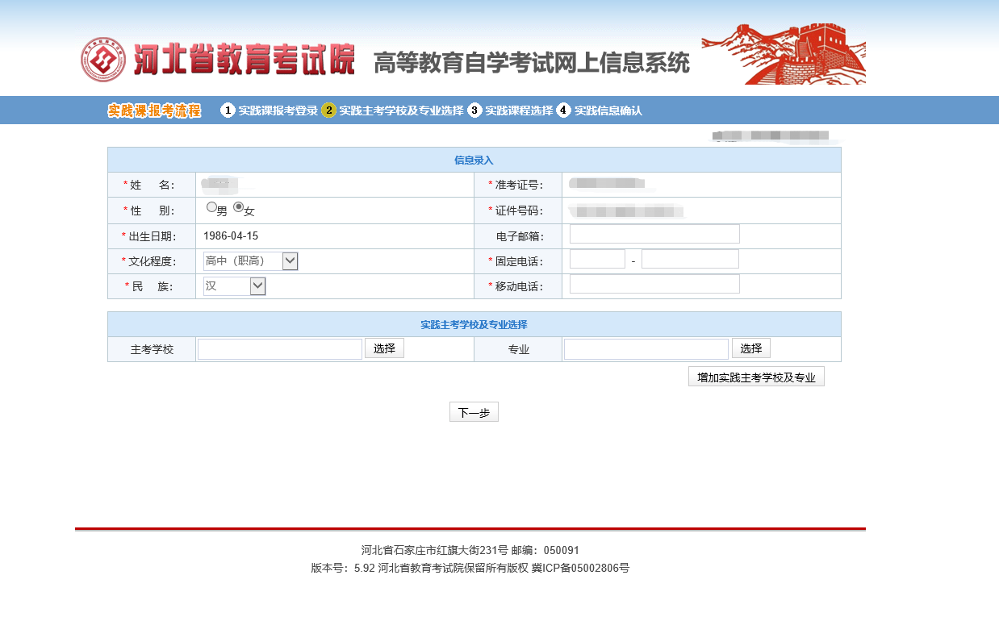 河北省教育考试院 高等教育自学考试网上信息系统
实践课报考流程 1 实践课报考登录 2 实践主考学校及专业选择 3 实践课程选择 4 实践信息确认
信息录入
* 姓 名： * 准考证号：
* 性 别： 男 女 * 证件号码：
* 出生日期： 1986-04-15 电子邮箱：
* 文化程度： 高中（职高） * 固定电话： -
* 民 族： 汉 * 移动电话：
实践主考学校及专业选择
主考学校 选择 专业 选择
增加实践主考学校及专业
下一步
河北省石家庄市红旗大街231号 邮编：050091
版本号：5.92 河北省教育考试院保留所有版权 冀ICP备05002806号